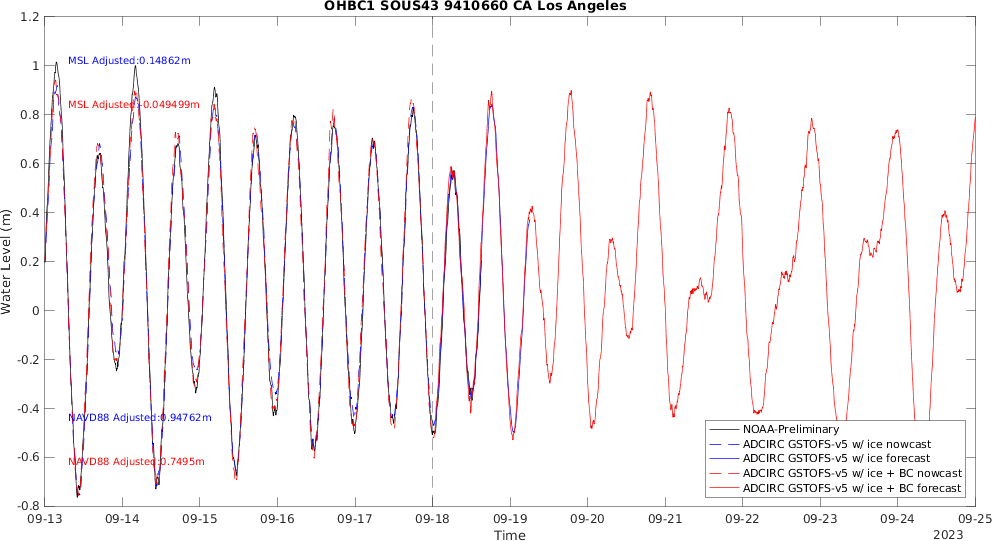 OHBC1 SOUS43 9410660 CA Los Angeles
1.2
1
0.8
0.6
0.4
0.2
0
-0.2
-0.4
-0.6
-0.8
Water Level (m)
MSL Adjusted:0.14862m
MSL Adjusted:-0.049499m
NAVD88 Adjusted:0.94762m
NAVD88 Adjusted:0.7495m
NOAA-Preliminary
ADCIRC GSTOFS-v5 w/ ice nowcast
ADCIRC GSTOFS-v5 w/ ice forecast
ADCIRC GSTOFS-v5 w/ ice + BC nowcast
ADCIRC GSTOFS-v5 w/ ice + BC forecast
09-13 09-14 09-15 09-16 09-17 09-18 09-19 09-20 09-21 09-22 09-23 09-24 09-25
Time
2023